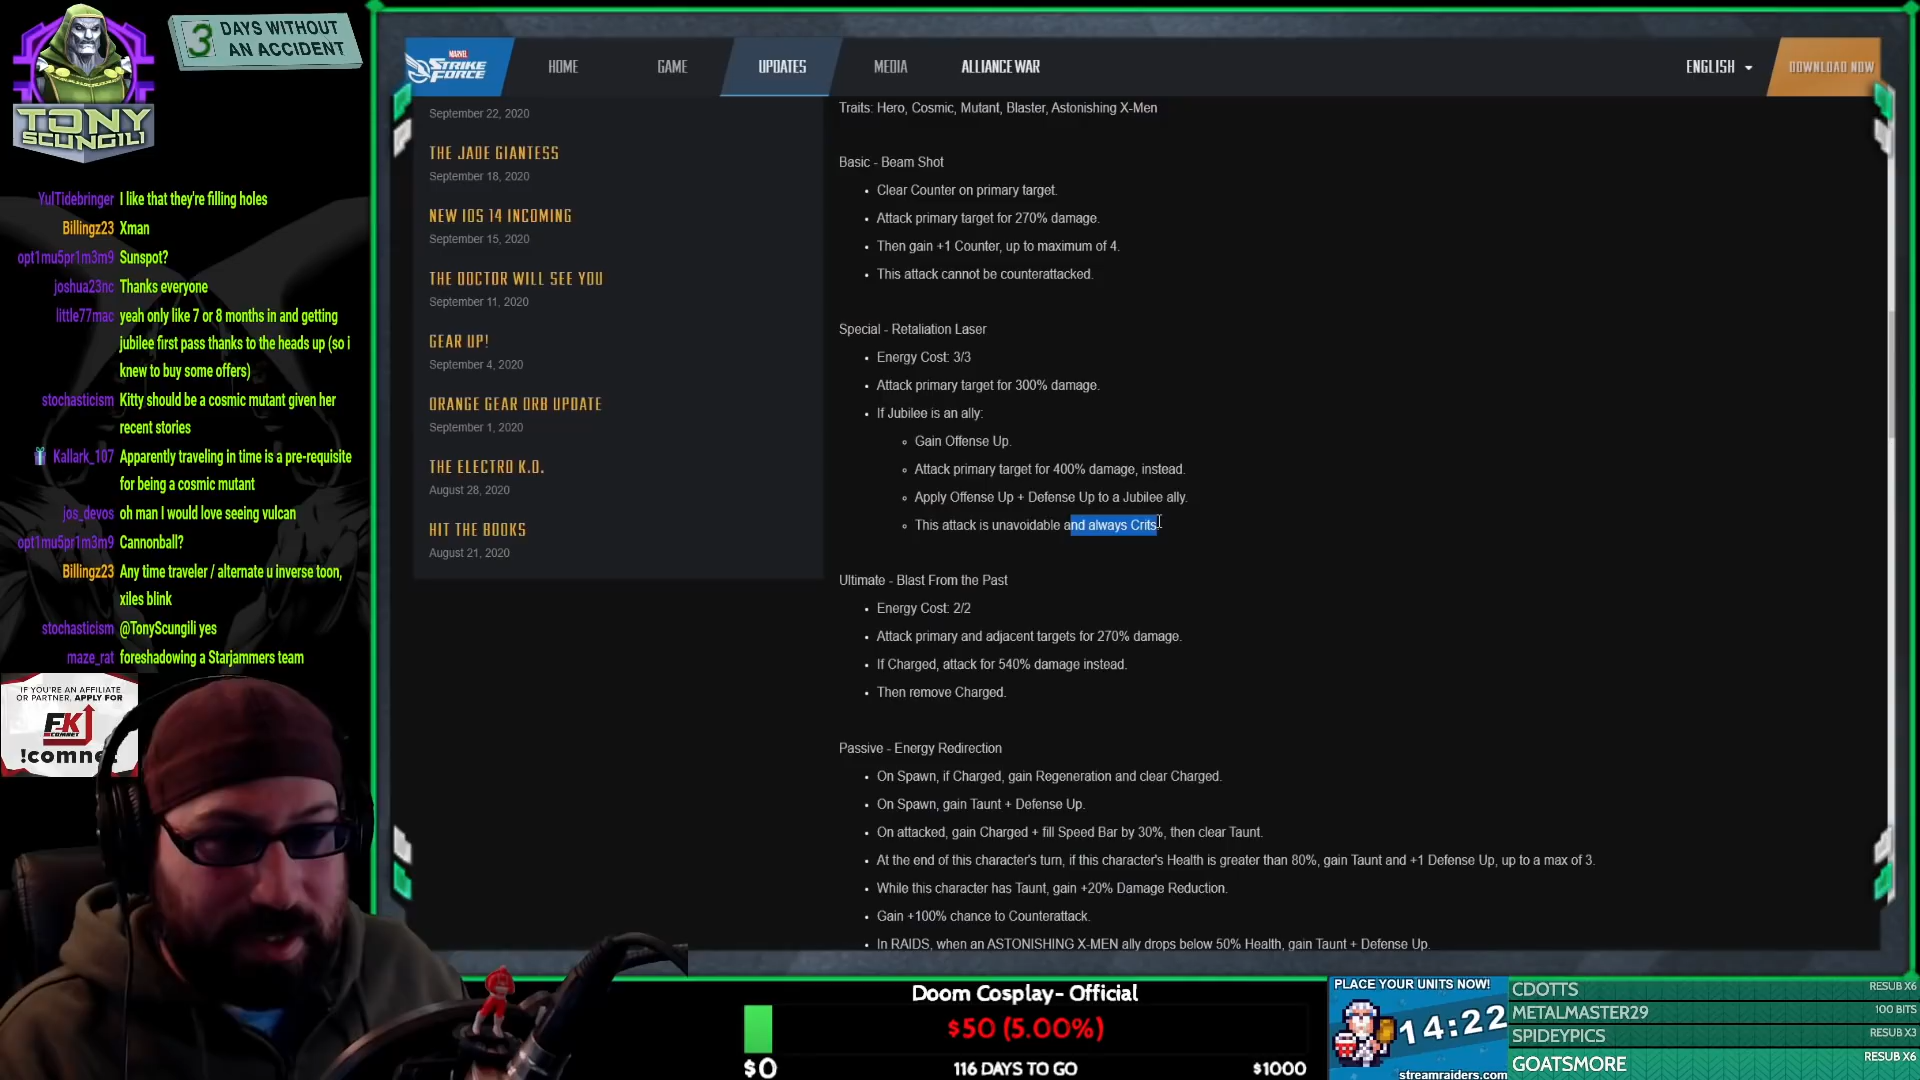 3 DAYS WITHOUT
AN ACCIDENT
TONY
SCUNGILI
MARVEL
STRIKE
FORCE
HOME
GAME
UPDATES
MEDIA
ALLIANCE WAR
ENGLISH
DOWNLOAD NOW
September 22, 2020
THE JADE GIANTESS
September 18, 2020
NEW IOS 14 INCOMING
September 15, 2020
THE DOCTOR WILL SEE YOU
September 11, 2020
GEAR UP!
September 4, 2020
ORANGE GEAR ORB UPDATE
September 1, 2020
THE ELECTRO K.O.
August 28, 2020
HIT THE BOOKS
August 21, 2020
Traits: Hero, Cosmic, Mutant, Blaster, Astonishing X-Men
Basic - Beam Shot
Clear Counter on primary target.
Attack primary target for 270% damage.
Then gain +1 Counter, up to maximum of 4.
This attack cannot be counterattacked.
Special - Retaliation Laser
Energy Cost: 3/3
Attack primary target for 300% damage.
If Jubilee is an ally:
Gain Offense Up.
Attack primary target for 400% damage, instead.
Apply Offense Up + Defense Up to a Jubilee ally.
This attack is unavoidable and always Crits
Ultimate - Blast From the Past
Energy Cost: 2/2
Attack primary and adjacent targets for 270% damage.
If Charged, attack for 540% damage instead.
Then remove Charged.
Passive - Energy Redirection
On Spawn, if Charged, gain Regeneration and clear Charged.
On Spawn, gain Taunt + Defense Up.
On attacked, gain Charged + fill Speed Bar by 30%, then clear Taunt.
At the end of this character's turn, if this character's Health is greater than 80%, gain Taunt and +1 Defense Up, up to a max of 3.
While this character has Taunt, gain +20% Damage Reduction.
Gain +100% chance to Counterattack.
In RAIDS, when an ASTONISHING X-MEN ally drops below 50% Health, gain Taunt + Defense Up.
YulTidebringer I like that they're filling holes
Billingz23 Xman
opt1mu5pr1m3m9 Sunspot?
joshua23nc Thanks everyone
little77mac yeah only like 7 or 8 months in and getting
jubilee first pass thanks to the heads up (so i
knew to buy some offers)
stochasticism Kitty should be a cosmic mutant given her
recent stories
Kallark_107 Apparently traveling in time is a pre-requisite
for being a cosmic mutant
jos_devos oh man I would love seeing vulcan
opt1mu5pr1m3m9 Cannonball?
Billingz23 Any time traveler / alternate u inverse toon,
xiles blink
stochasticism @TonyScungili yes
maze_rat foreshadowing a Starjammers team
IF YOU'RE AN AFFILIATE
OR PARTNER, APPLY FOR
COMNET
!comnet
Doom Cosplay- Official
$50 (5.00%)
$0
116 DAYS TO GO
$1000
PLACE YOUR UNITS NOW!
14:22
streamraiders.com
CDOTTS RESUB X6
METALMASTER29 100 BITS
SPIDEYPICS RESUB X3
GOATSMORE RESUB X6